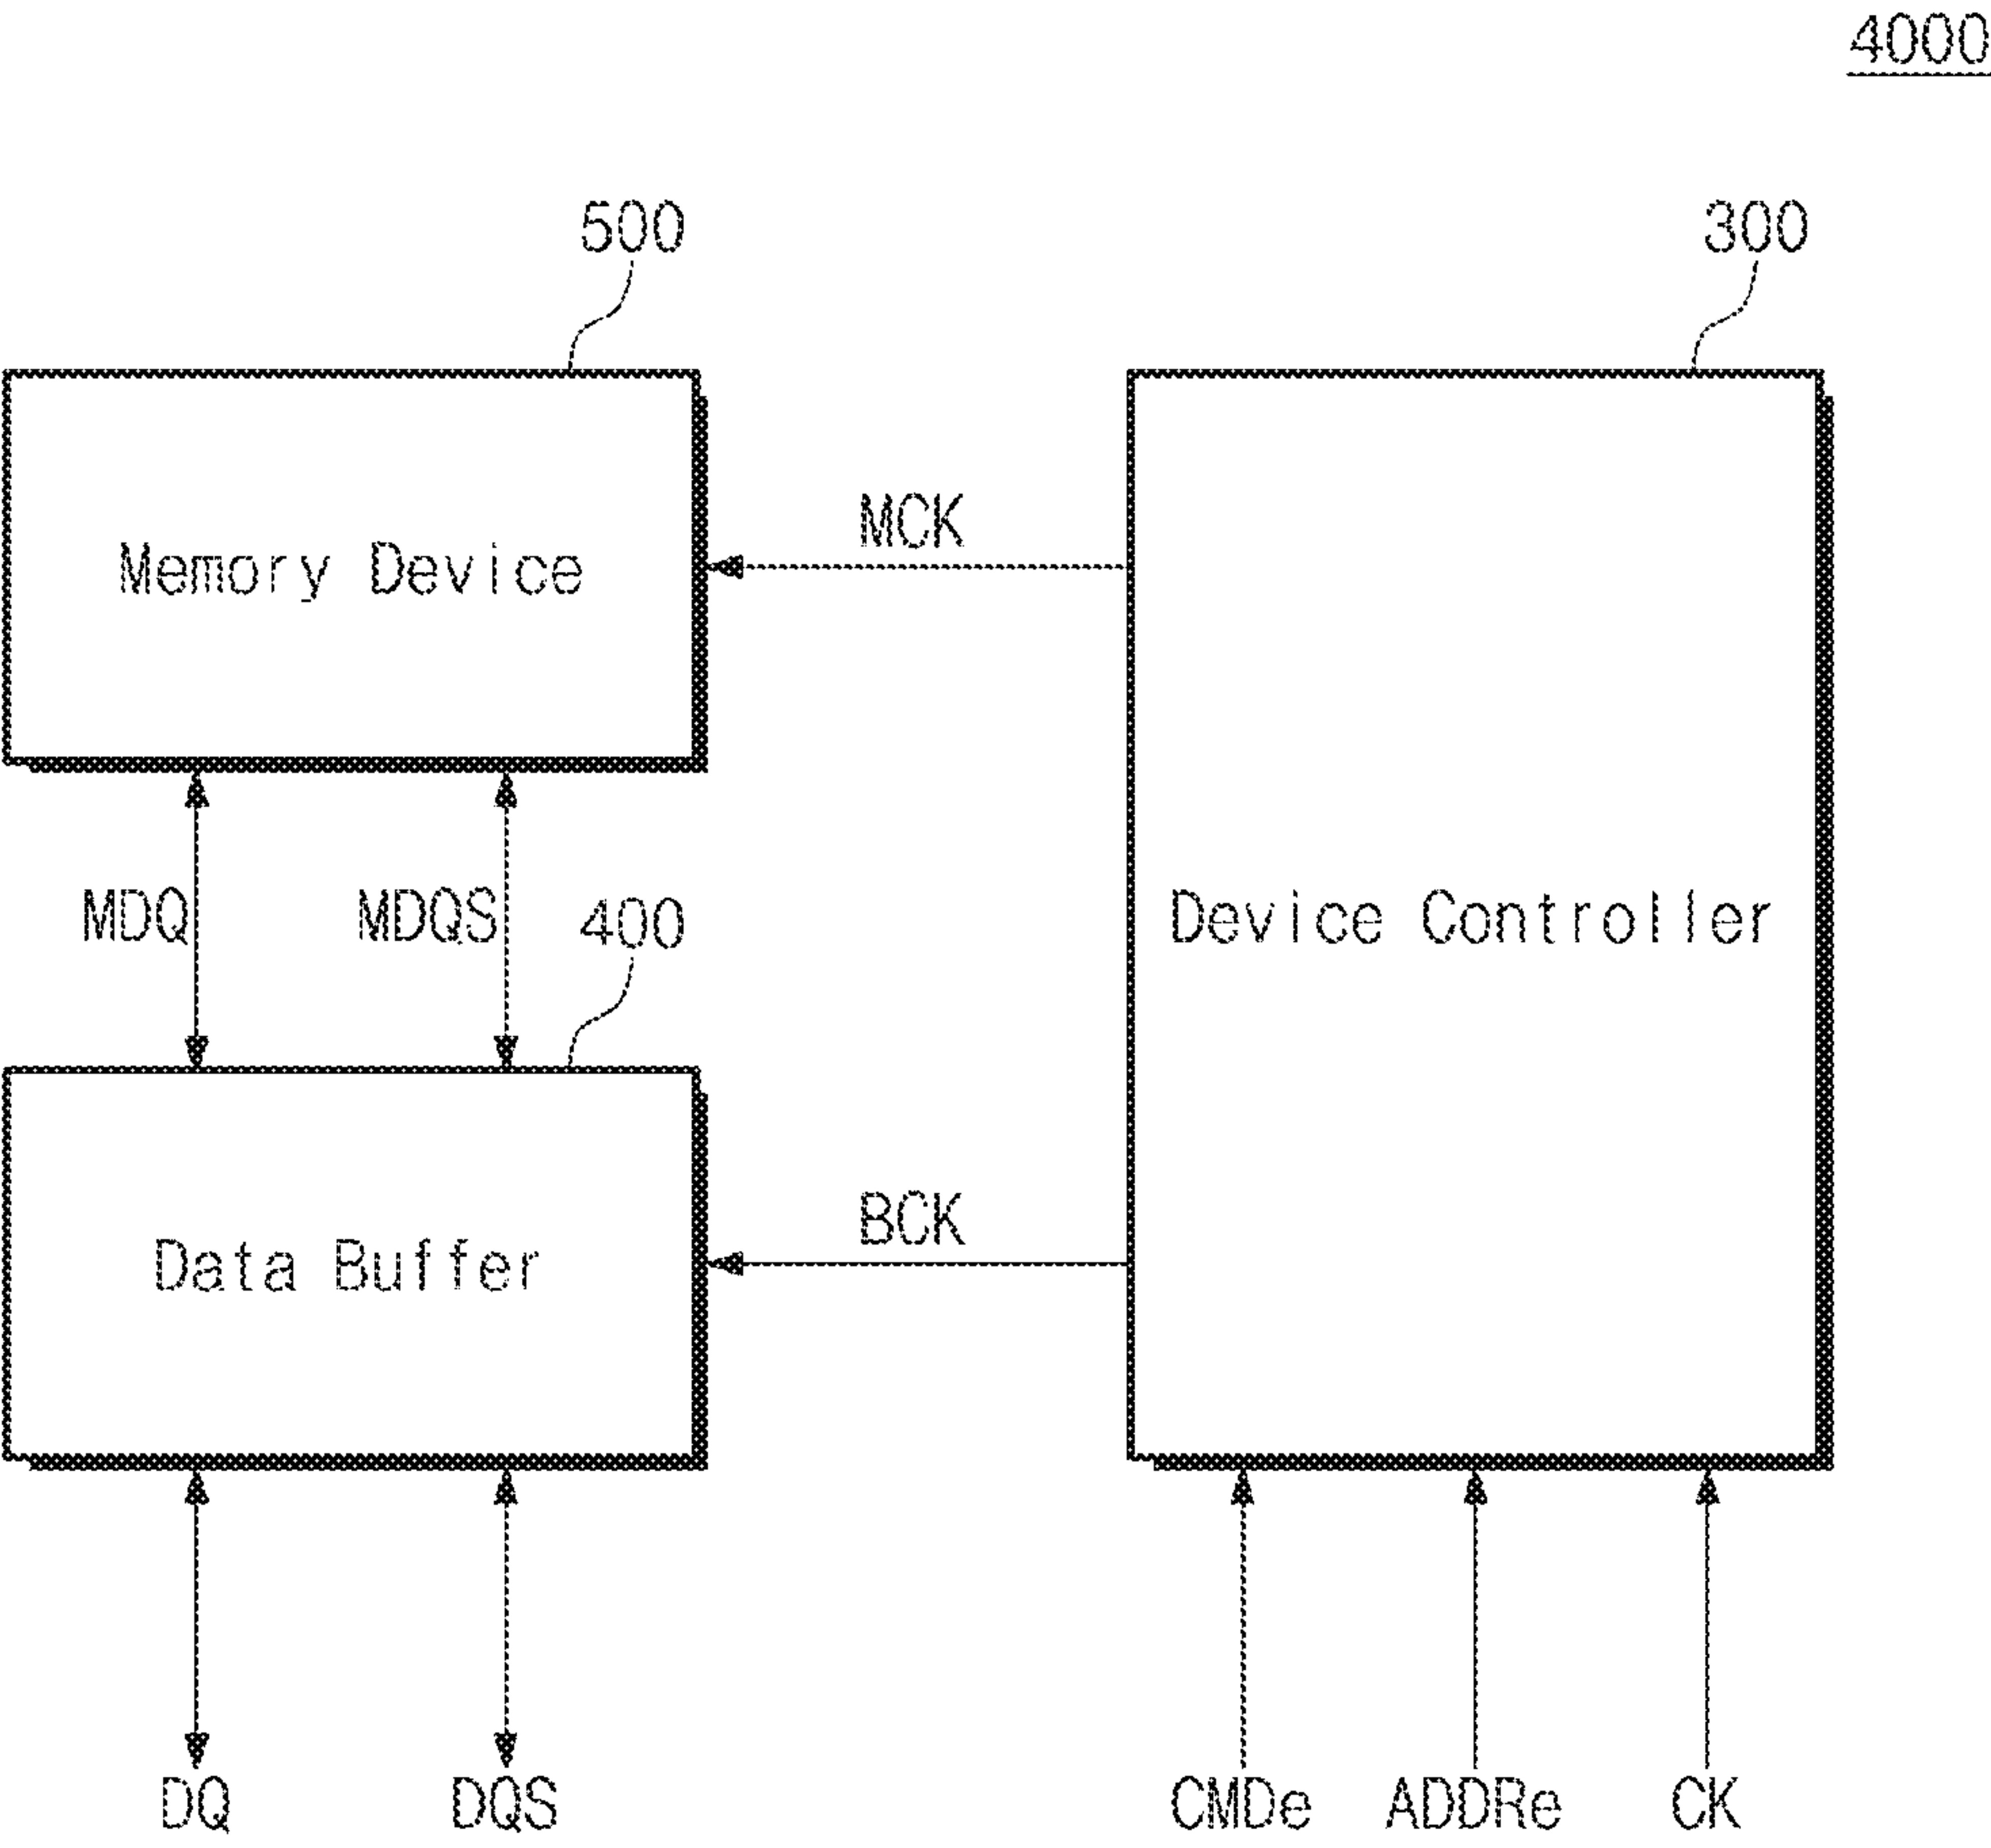 4000
500
300
MCK
Memory Device
MDQ
MDQS
400
Device Controller
BCK
Data Buffer
DQ
DQS
CMDe
ADDRe
CK